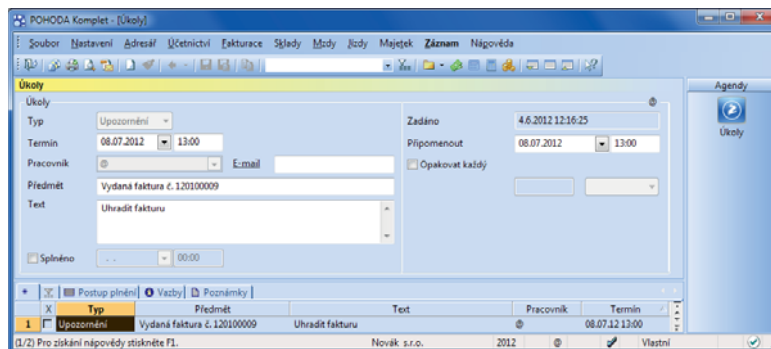 POHODA Komplet - [Úkoly]
Soubor Nastavení Adresář Účetnictví Fakturace Sklady Mzdy Jízdy Majetek Záznam Nápověda
Úkoly
Agendy
Úkoly
Úkoly
@
Typ Upozornění
Zadáno 4.6.2012 12:16:25
Termín 08.07.2012 13:00
Připomenout 08.07.2012 13:00
Pracovník @ E-mail
Opakovat každý
Předmět Vydaná faktura č. 120100009
Text Uhradit fakturu
Splněno . . 00:00
* Postup plnění Vazby Poznámky
X Typ Předmět Text Pracovník Termín
1 Upozornění Vydaná faktura č. 120100009 Uhradit fakturu @ 08.07.12 13:00
(1/2) Pro získání nápovědy stiskněte F1. Novák s.r.o. 2012 @ Vlastní